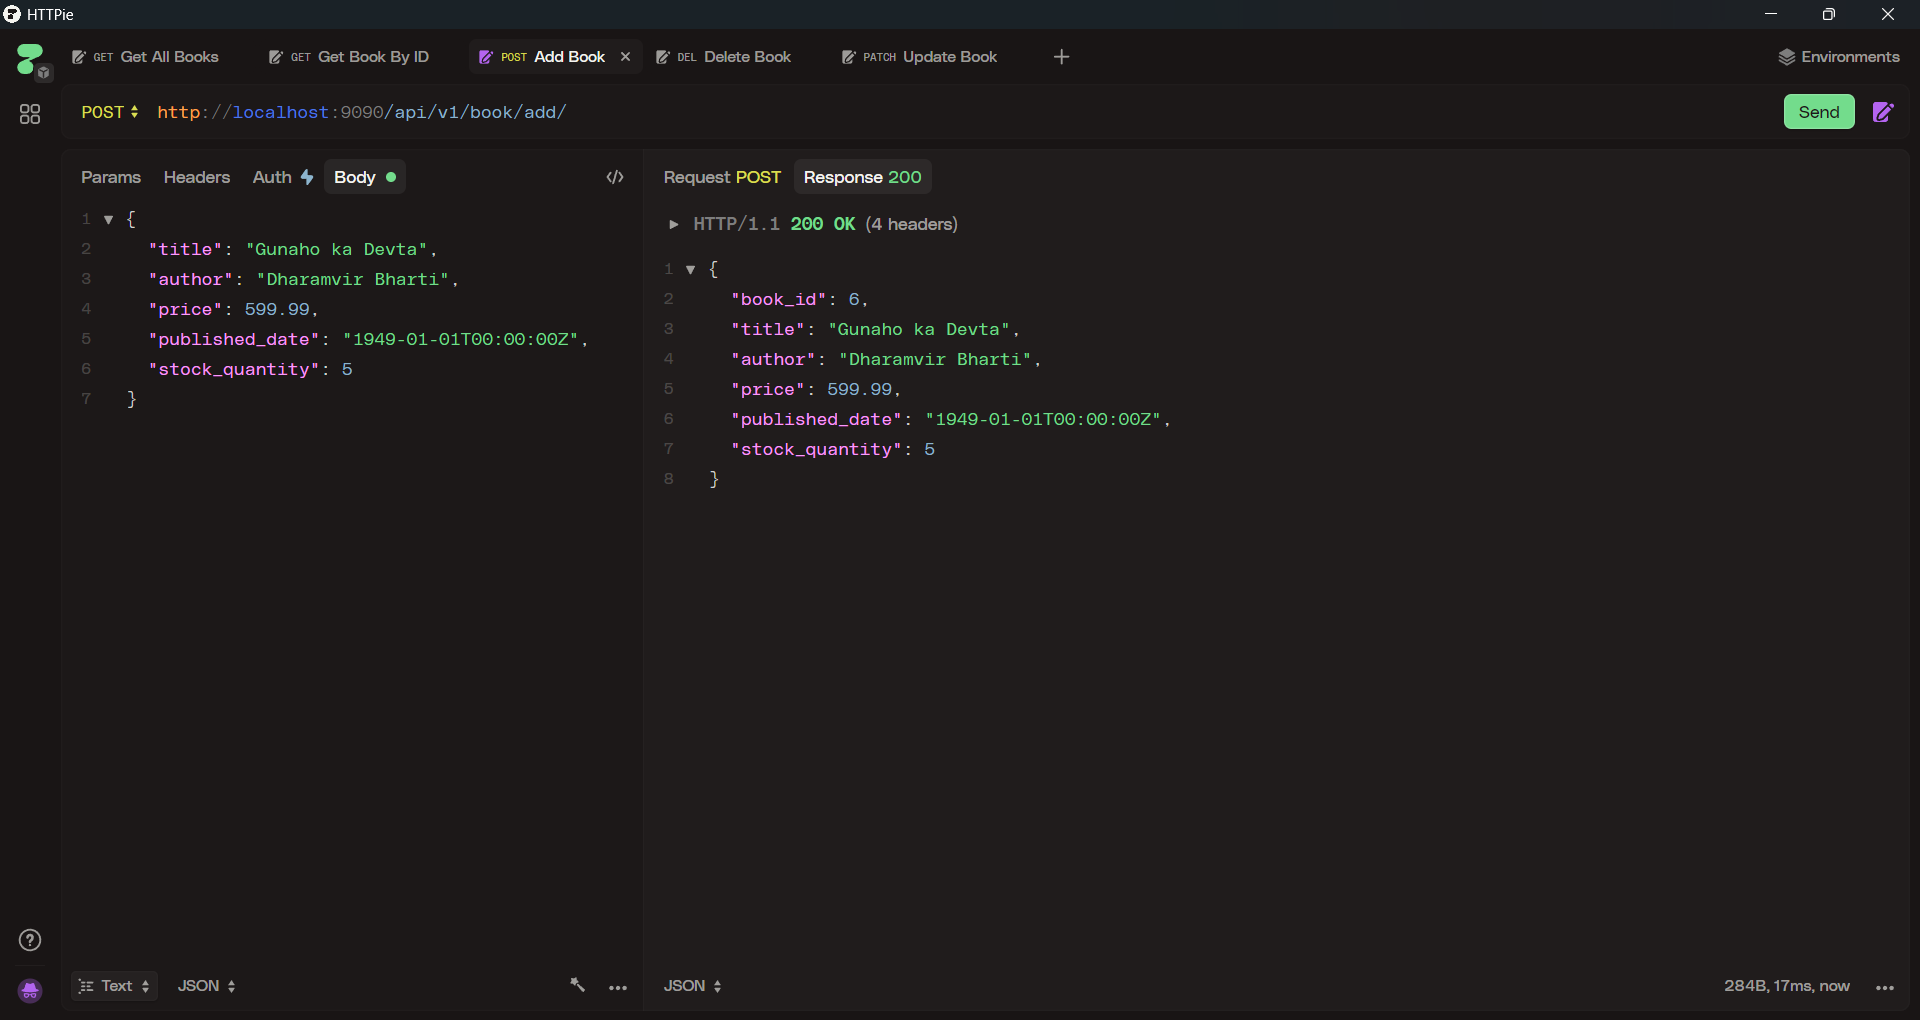 HTTPie
GET Get All Books
GET Get Book By ID
POST Add Book
DEL Delete Book
PATCH Update Book
Environments
POST http://localhost:9090/api/v1/book/add/
Send
Params Headers Auth Body
1 {
2 "title": "Gunaho ka Devta",
3 "author": "Dharamvir Bharti",
4 "price": 599.99,
5 "published_date": "1949-01-01T00:00:00Z",
6 "stock_quantity": 5
7 }
Text JSON
Request POST Response 200
HTTP/1.1 200 OK (4 headers)
1 {
2 "book_id": 6,
3 "title": "Gunaho ka Devta",
4 "author": "Dharamvir Bharti",
5 "price": 599.99,
6 "published_date": "1949-01-01T00:00:00Z",
7 "stock_quantity": 5
8 }
JSON
284B, 17ms, now